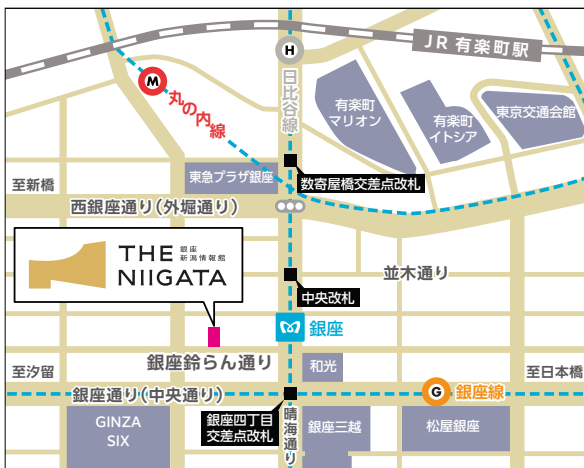 JR 有楽町駅
H
日比谷線
M
丸の内線
有楽町
マリオン
有楽町
イトシア
東京交通会館
東急プラザ銀座
数寄屋橋交差点改札
至新橋
西銀座通り(外堀通り)
THE
NIIGATA
銀座
新潟情報館
並木通り
中央改札
銀座
銀座鈴らん通り
和光
至汐留
至日本橋
銀座通り(中央通り)
G
銀座線
GINZA
SIX
銀座四丁目
交差点改札
晴海通り
銀座三越
松屋銀座